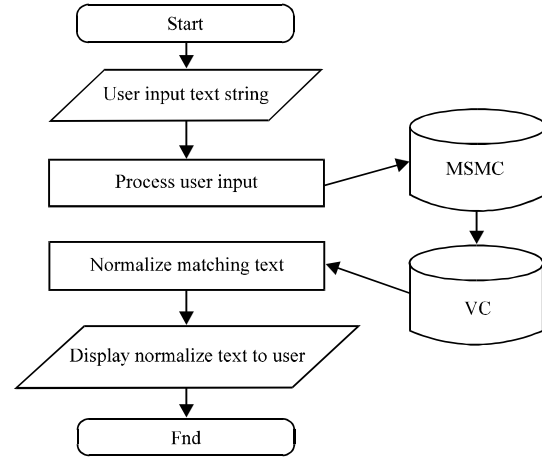 Start
User input text string
Process user input
MSMC
Normalize matching text
VC
Display normalize text to user
Fnd